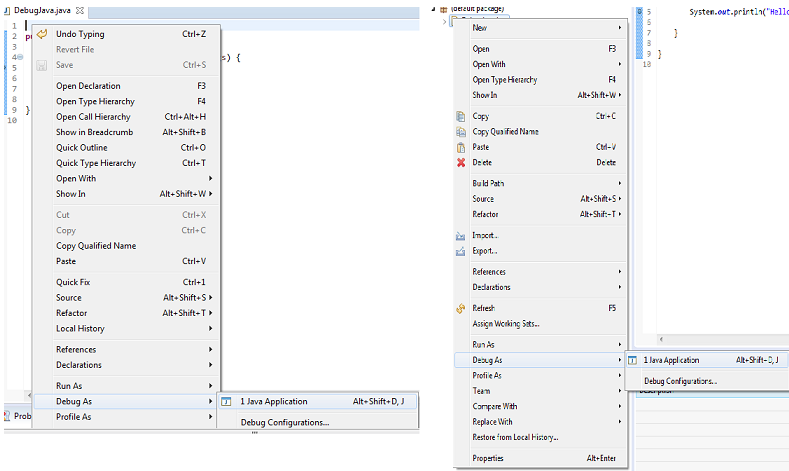 DebugJava.java
1
2
4
5
6
7
8
9
10
s) {
}
Undo Typing Ctrl+Z
Revert File
Save Ctrl+S
Open Declaration F3
Open Type Hierarchy F4
Open Call Hierarchy Ctrl+Alt+H
Show in Breadcrumb Alt+Shift+B
Quick Outline Ctrl+O
Quick Type Hierarchy Ctrl+T
Open With
Show In Alt+Shift+W
Cut Ctrl+X
Copy Ctrl+C
Copy Qualified Name
Paste Ctrl+V
Quick Fix Ctrl+1
Source Alt+Shift+S
Refactor Alt+Shift+T
Local History
References
Declarations
Run As
Debug As
Profile As
1 Java Application Alt+Shift+D, J
Debug Configurations...
Prob
(default package)
New
Open F3
Open With
Open Type Hierarchy F4
Show In Alt+Shift+W
Copy Ctrl+C
Copy Qualified Name
Paste Ctrl+V
Delete Delete
Build Path
Source Alt+Shift+S
Refactor Alt+Shift+T
Import...
Export...
References
Declarations
Refresh F5
Assign Working Sets...
Run As
Debug As
Profile As
Team
Compare With
Replace With
Restore from Local History...
Properties Alt+Enter
1 Java Application Alt+Shift+D, J
Debug Configurations...
5 System.out.println("Hello
6
7 }
8
9 }
10